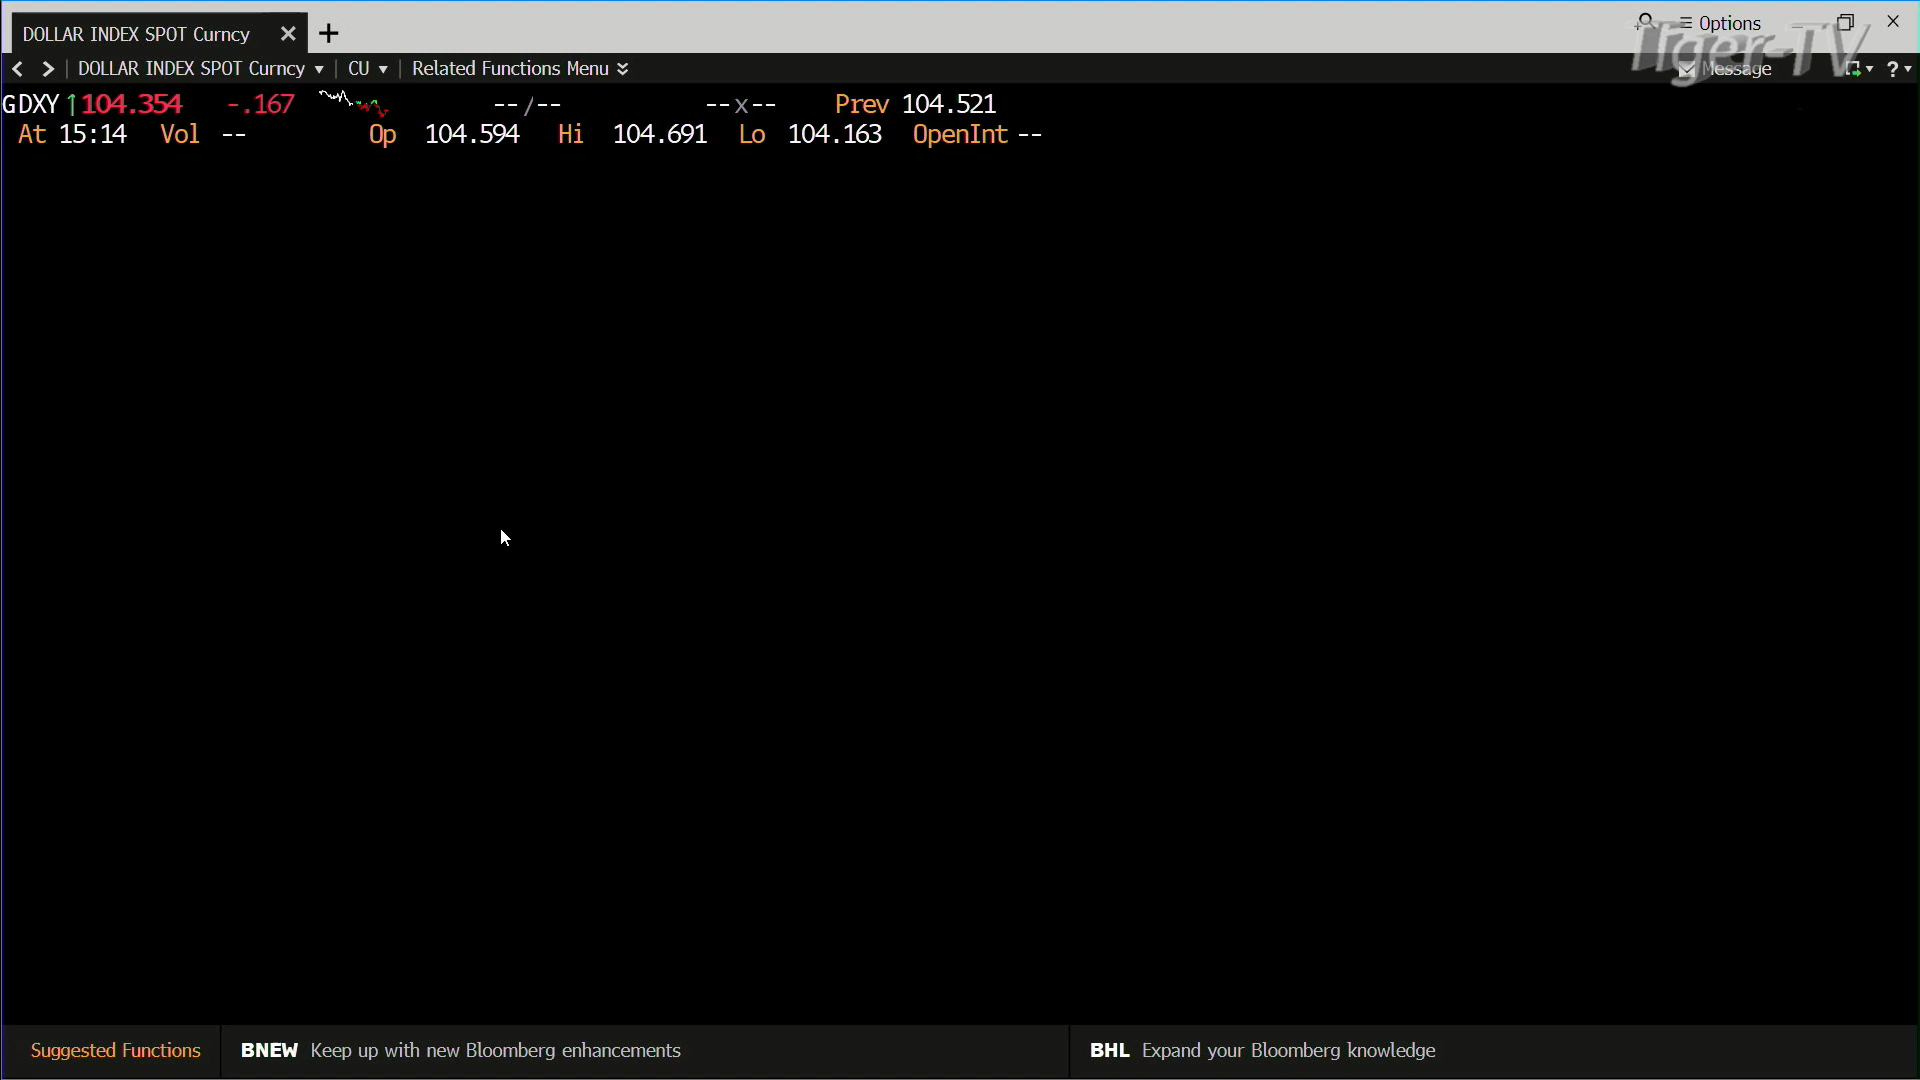 DOLLAR INDEX SPOT Curncy
Options
DOLLAR INDEX SPOT Curncy | CU | Related Functions Menu
Message
Tiger-TV
GDXY ↑104.354 -.167 --/-- --x-- Prev 104.521
At 15:14 Vol -- Op 104.594 Hi 104.691 Lo 104.163 OpenInt --
Suggested Functions BNEW Keep up with new Bloomberg enhancements BHL Expand your Bloomberg knowledge